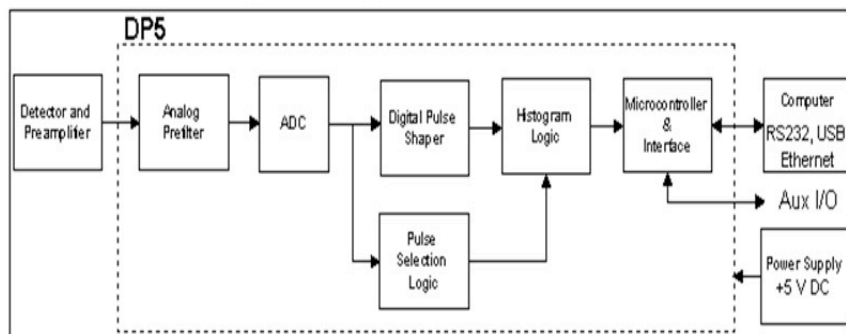 DP5
Detector and
Preamplifier
Analog
Prefilter
ADC
Digital Pulse
Shaper
Histogram
Logic
Microcontroller
&
Interface
Computer
RS232, USB
Ethernet
Aux I/O
Pulse
Selection
Logic
Power Supply
+5 V DC